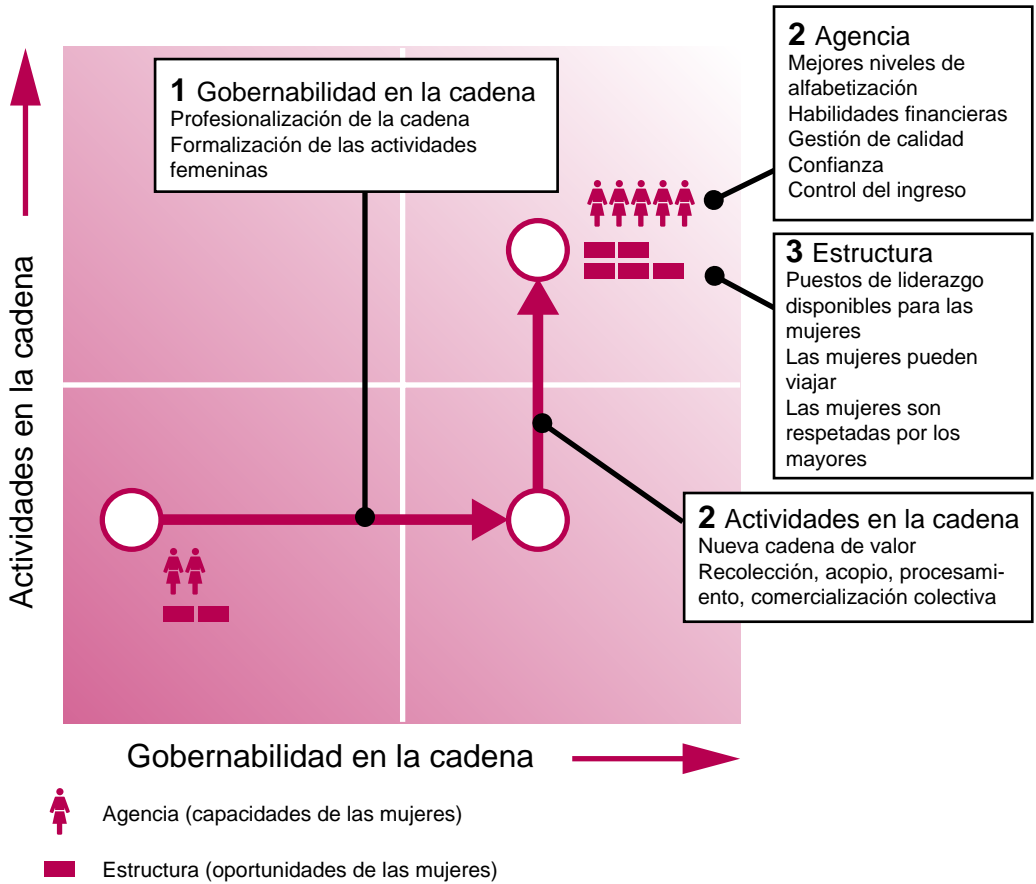 Actividades en la cadena
1 Gobernabilidad en la cadena
Profesionalización de la cadena
Formalización de las actividades
femeninas
2 Agencia
Mejores niveles de
alfabetización
Habilidades financieras
Gestión de calidad
Confianza
Control del ingreso
3 Estructura
Puestos de liderazgo
disponibles para las
mujeres
Las mujeres pueden
viajar
Las mujeres son
respetadas por los
mayores
2 Actividades en la cadena
Nueva cadena de valor
Recolección, acopio, procesami-
ento, comercialización colectiva
Gobernabilidad en la cadena
Agencia (capacidades de las mujeres)
Estructura (oportunidades de las mujeres)